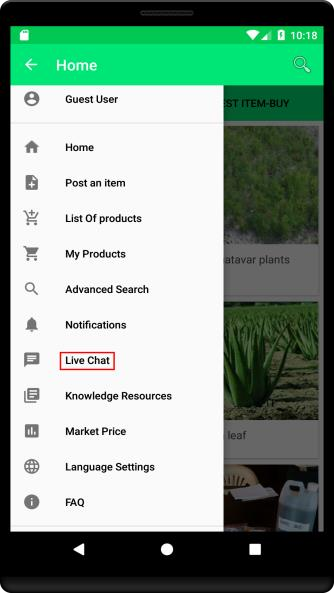 10:18
Home
Guest User
EST ITEM-BUY
Home
Post an item
List Of products
My Products
atavar plants
Advanced Search
Notifications
Live Chat
Knowledge Resources
Market Price
leaf
Language Settings
FAQ